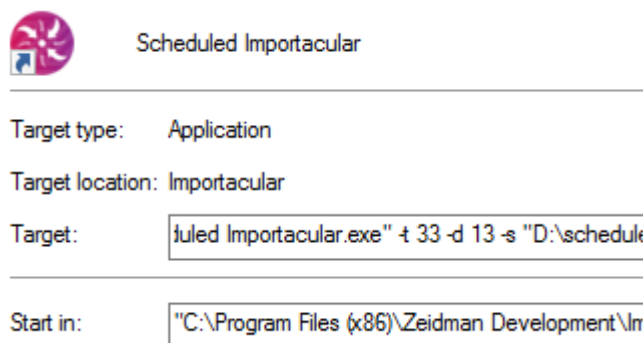 Scheduled Importacular
Target type: Application
Target location: Importacular
Target: duled Importacular.exe" -t 33 -d 13 -s "D:\schedule
Start in: "C:\Program Files (x86)\Zeidman Development\Im